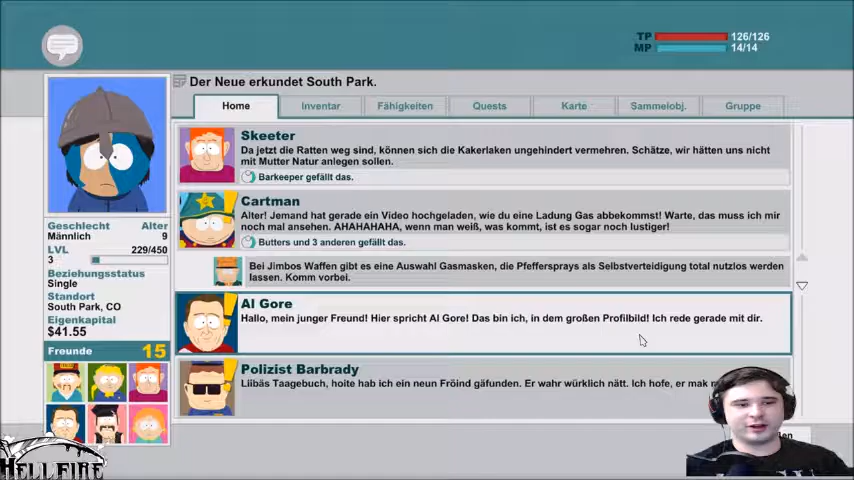 TP 126/126
MP 14/14
Der Neue erkundet South Park.
Home Inventar Fähigkeiten Quests Karte Sammelobj. Gruppe
Skeeter
Da jetzt die Ratten weg sind, können sich die Kakerlaken ungehindert vermehren. Schätze, wir hätten uns nicht
mit Mutter Natur anlegen sollen.
Barkeeper gefällt das.
Cartman
Alter! Jemand hat gerade ein Video hochgeladen, wie du eine Ladung Gas abbekommst! Warte, das muss ich mir
noch mal ansehen. AHAHAHAHA, wenn man weiß, was kommt, ist es sogar noch lustiger!
Butters und 3 anderen gefällt das.
Bei Jimbos Waffen gibt es eine Auswahl Gasmasken, die Pfeffersprays als Selbstverteidigung total nutzlos werden
lassen. Komm vorbei.
Al Gore
Hallo, mein junger Freund! Hier spricht Al Gore! Das bin ich, in dem großen Profilbild! Ich rede gerade mit dir.
Polizist Barbrady
Liibäs Taagebuch, hoite hab ich ein neun Fröind gäfunden. Er wahr würklich nätt. Ich hofe, er mak
Geschlecht Alter
Männlich 9
LVL 229/450
3
Beziehungsstatus
Single
Standort
South Park, CO
Eigenkapital
$41.55
Freunde 15
HELLFIRE